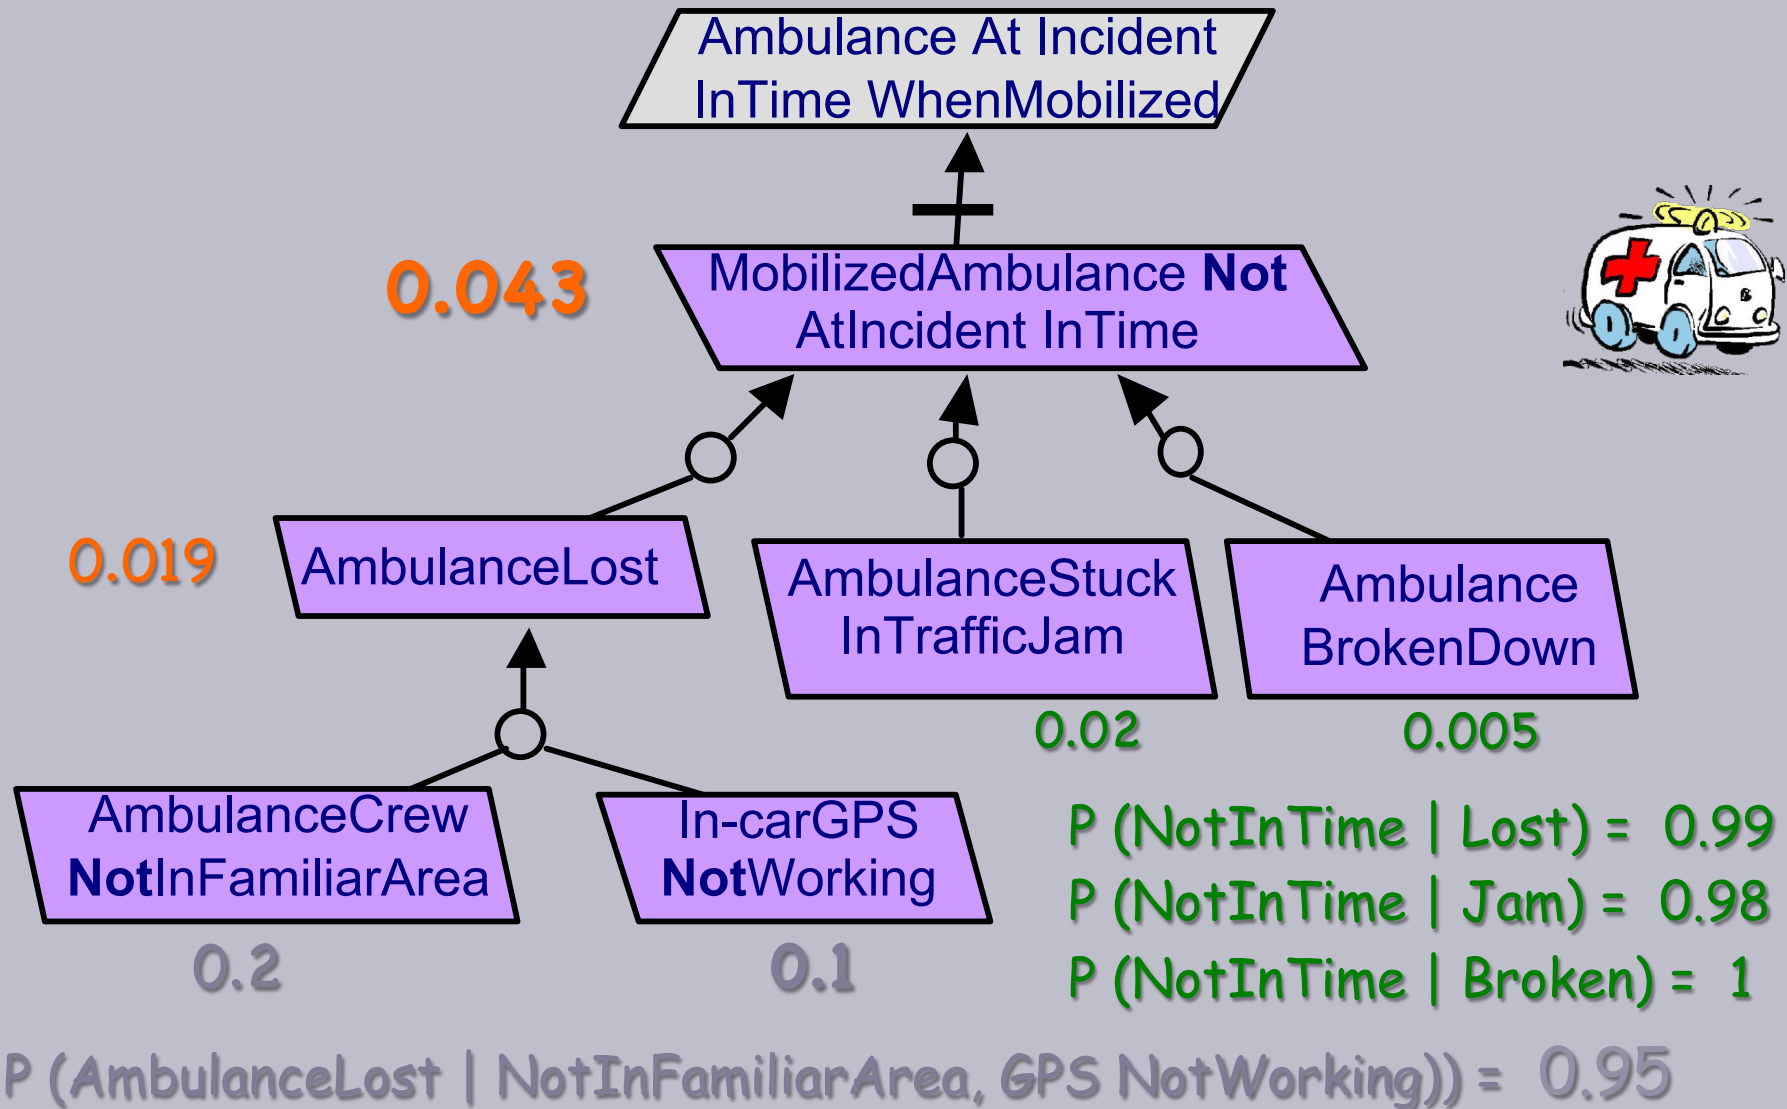 Ambulance At Incident
InTime WhenMobilized
0.043
MobilizedAmbulance Not
AtIncident InTime
0.019
AmbulanceLost
AmbulanceStuck
InTrafficJam
Ambulance
BrokenDown
0.02
0.005
AmbulanceCrew
NotInFamiliarArea
In-carGPS
NotWorking
0.2
0.1
P (NotInTime | Lost) = 0.99
P (NotInTime | Jam) = 0.98
P (NotInTime | Broken) = 1
P (AmbulanceLost | NotInFamiliarArea, GPS NotWorking)) = 0.95